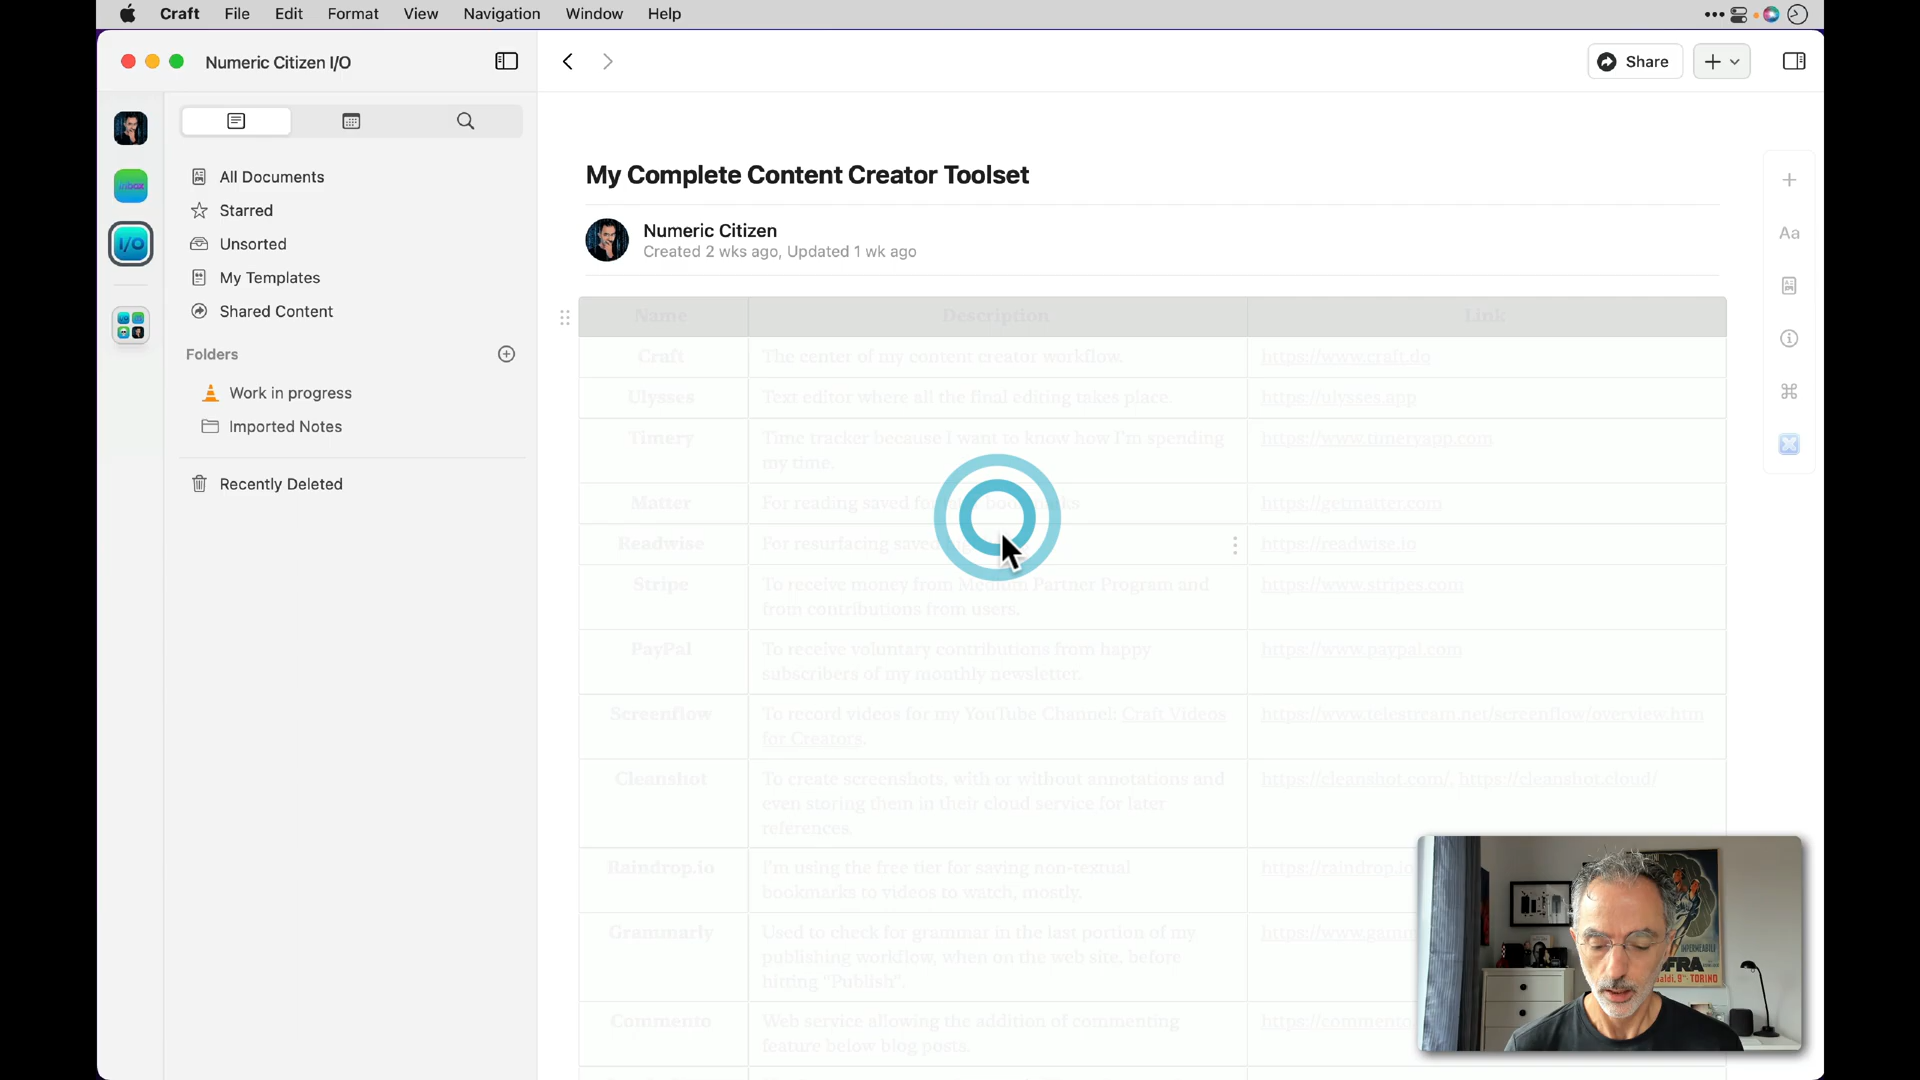 Craft File Edit Format View Navigation Window Help
Numeric Citizen I/O
Share
inbox
I/O
All Documents
Starred
Unsorted
My Templates
Shared Content
Folders
Work in progress
Imported Notes
Recently Deleted
My Complete Content Creator Toolset
Numeric Citizen
Created 2 wks ago, Updated 1 wk ago
Aa
Name Description Link
Craft The center of my content creator workflow. https://www.craft.do
Ulysses Text editor where all the final editing takes place. https://ulysses.app
Timery Time tracker because I want to know how I'm spending https://www.timeryapp.com
my time.
Matter For reading saved https://getmatter.com
Readwise For resurfacing saved https://readwise.io
Stripe To receive money from Medium Partner Program and https://www.stripes.com
from contributions from users.
PayPal To receive voluntary contributions from happy https://www.paypal.com
subscribers of my monthly newsletter.
Screenflow To record videos for my YouTube Channel: Craft Videos https://www.telestream.net/screenflow/overview.htm
for Creators.
Cleanshot To create screenshots, with or without annotations and https://cleanshot.com/, https://cleanshot.cloud/
even storing them in their cloud service for later
references.
Raindrop.io I'm using the free tier for saving non-textual https://raindrop.io
bookmarks to videos to watch, mostly.
Grammarly Used to check for grammar in the last portion of my
publishing workflow, when on the web site, before
hitting "Publish".
Commento Web service allowing the addition of commenting https://commento
feature below blog posts.
IMPERMEABILI
FRA
TORINO